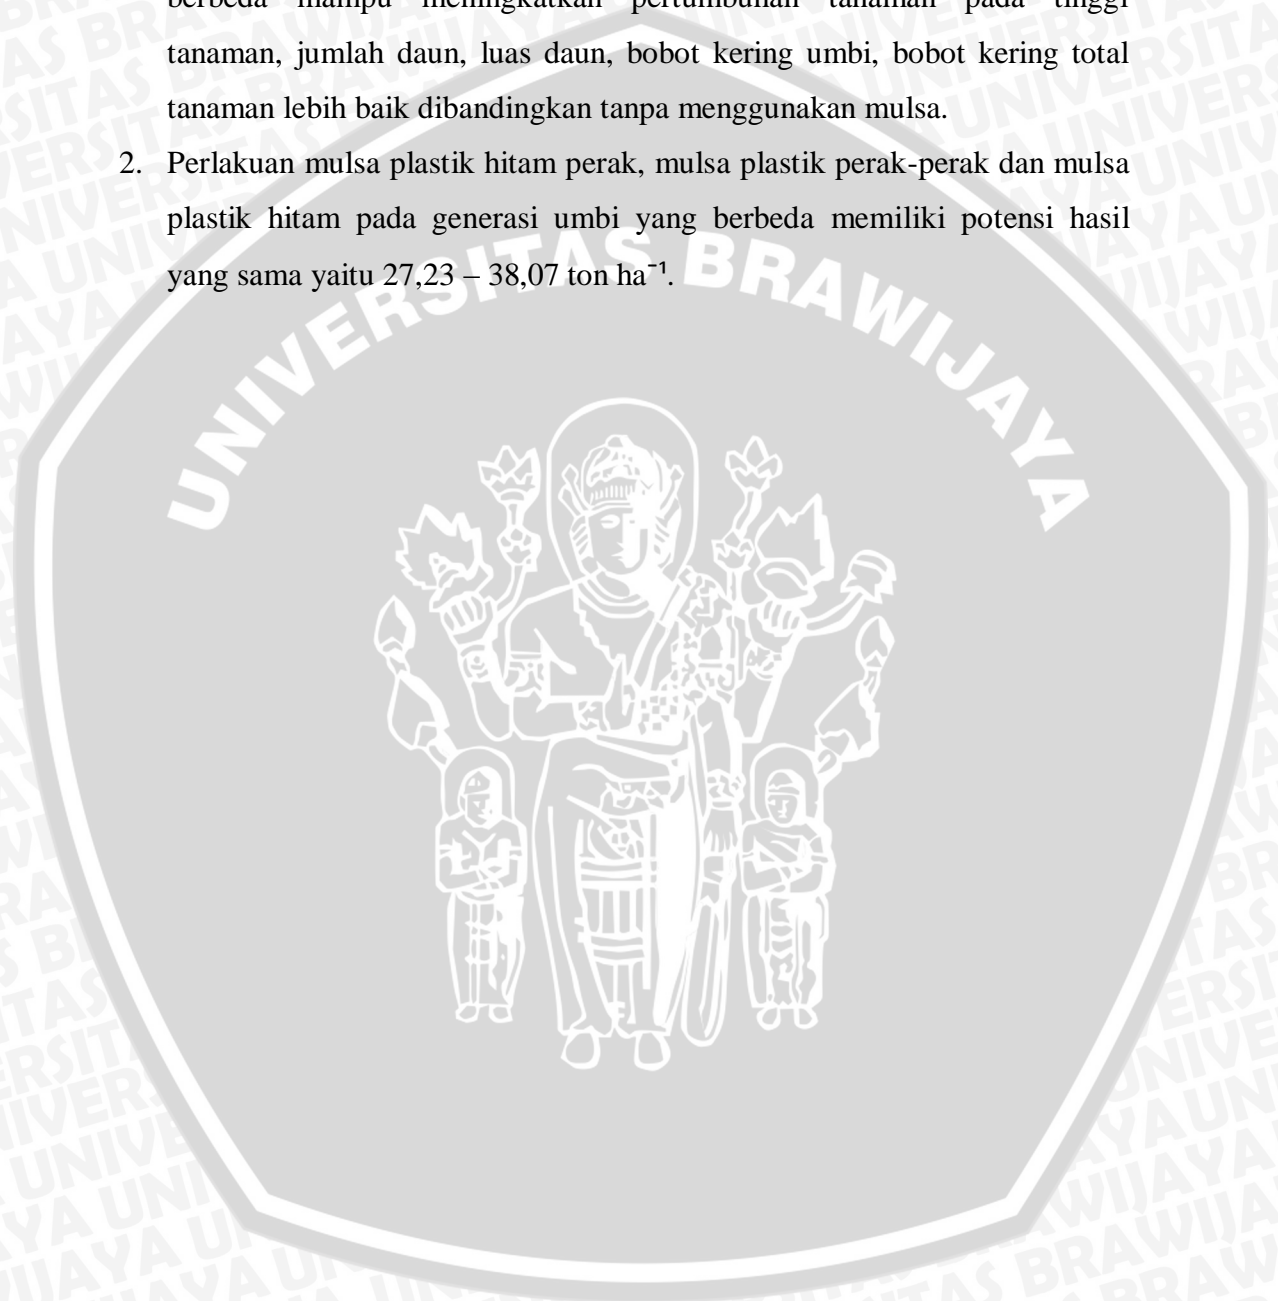 berbeda mampu meningkatkan pertumbuhan tanaman pada tinggi
tanaman, jumlah daun, luas daun, bobot kering umbi, bobot kering total
tanaman lebih baik dibandingkan tanpa menggunakan mulsa.
2. Perlakuan mulsa plastik hitam perak, mulsa plastik perak-perak dan mulsa
plastik hitam pada generasi umbi yang berbeda memiliki potensi hasil
yang sama yaitu 27,23 – 38,07 ton ha⁻¹.
UNIVERSITAS BRAWIJAYA